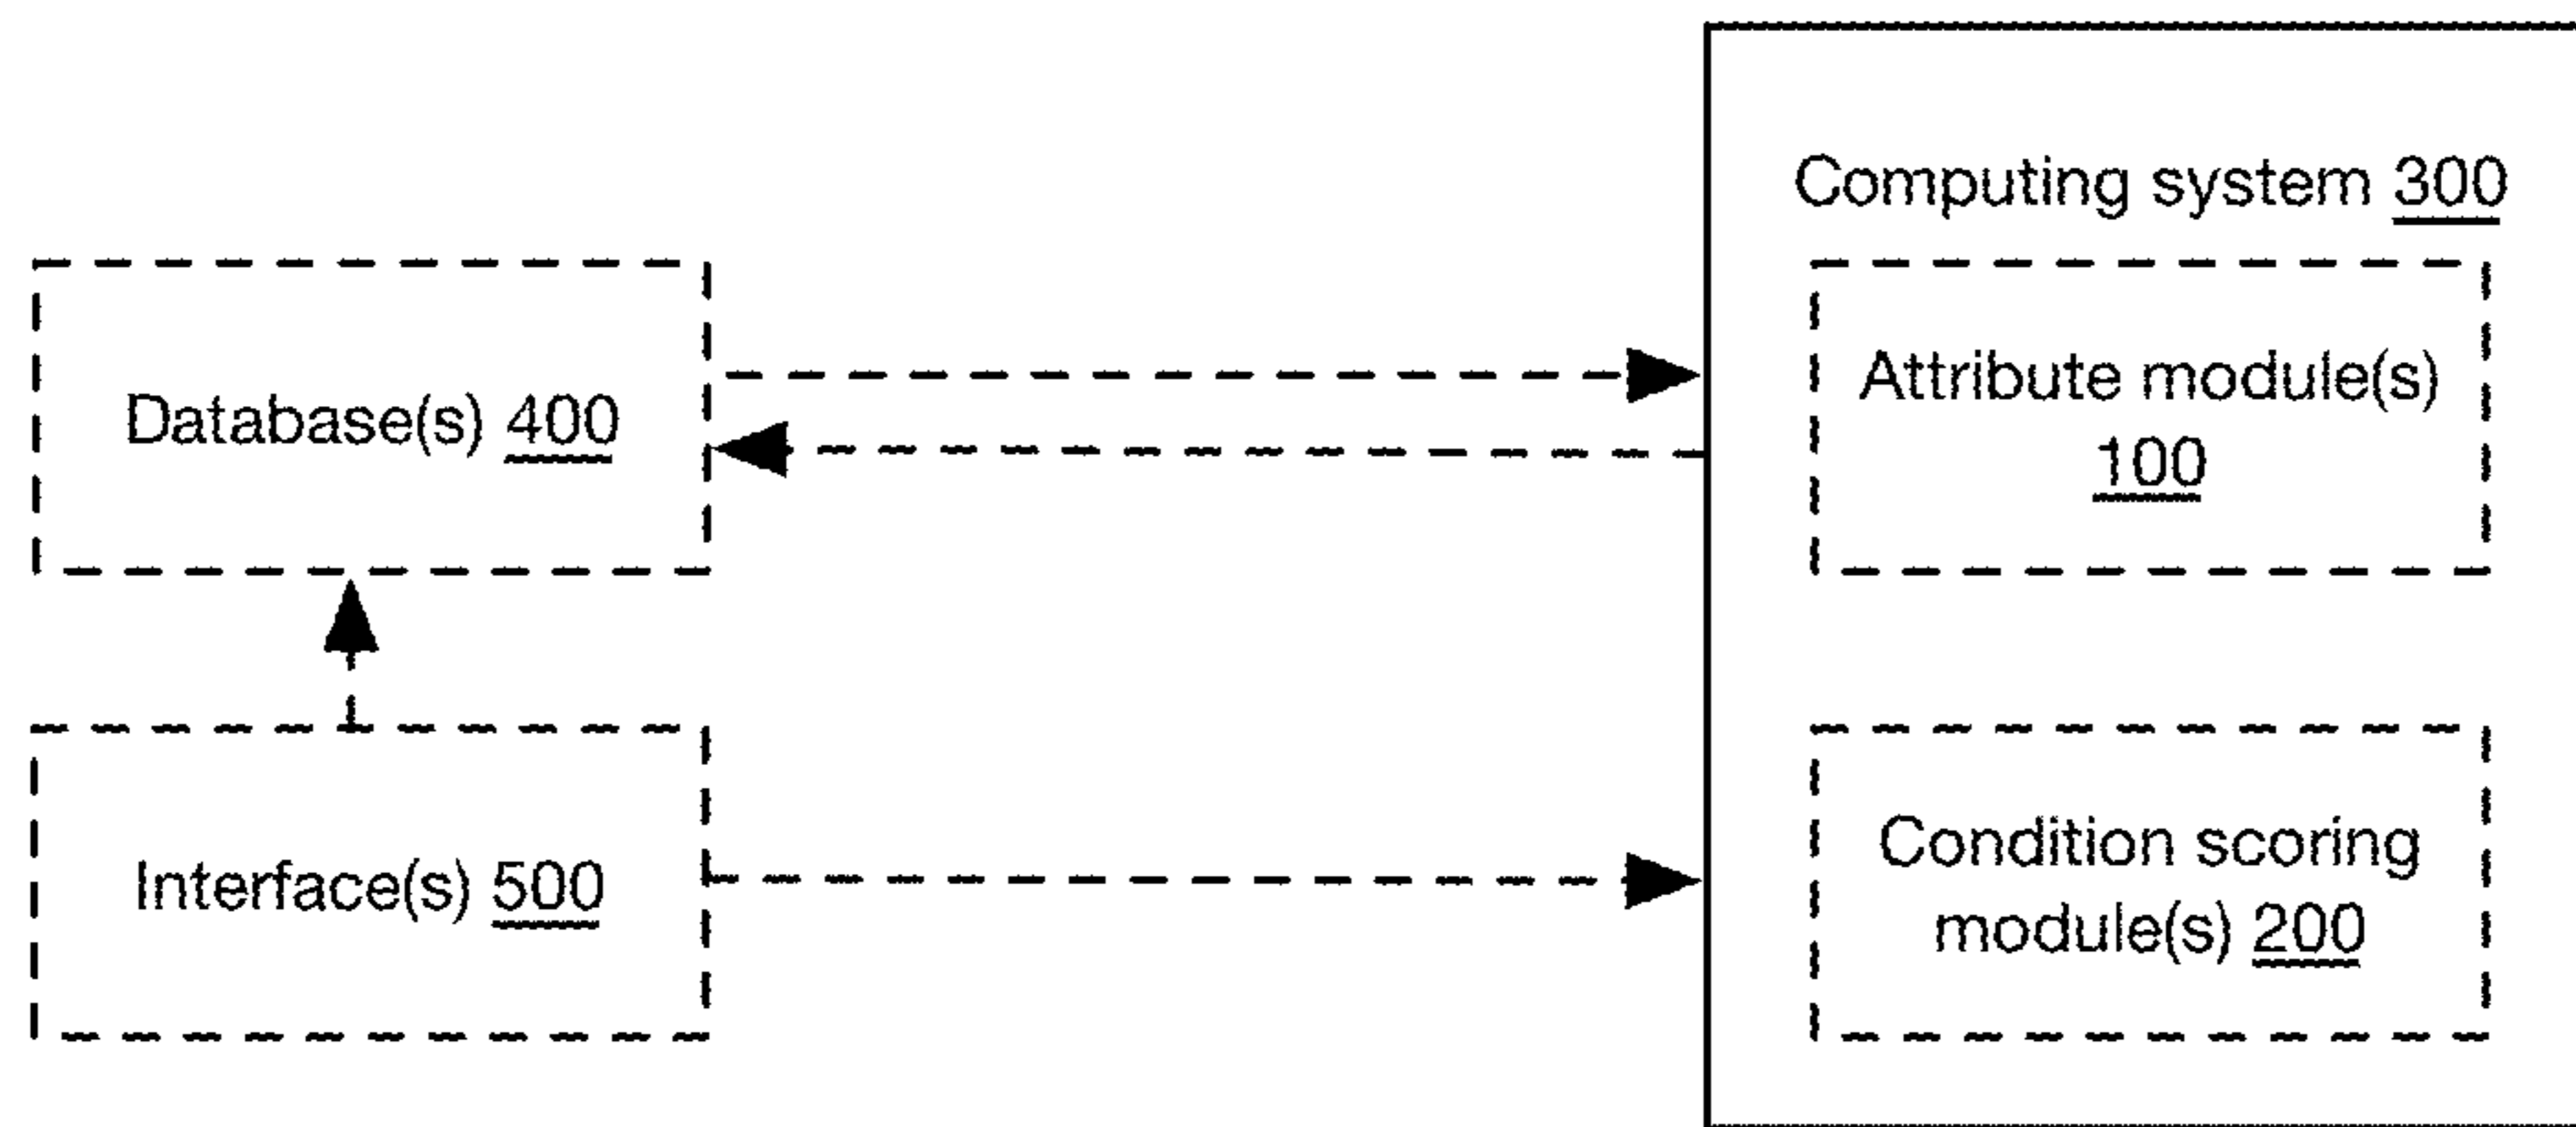 Computing system 300
Database(s) 400
Attribute module(s)
100
Interface(s) 500
Condition scoring
module(s) 200